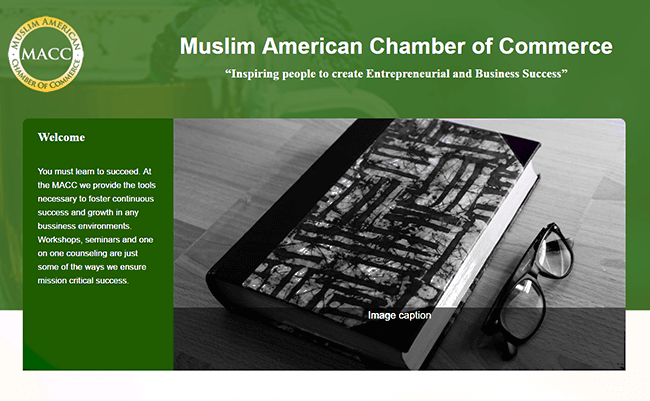 MUSLIM AMERICAN
MACC
CHAMBER OF COMMERCE
Muslim American Chamber of Commerce
“Inspiring people to create Entrepreneurial and Business Success”
Welcome
You must learn to succeed. At
the MACC we provide the tools
necessary to foster continuous
success and growth in any
bussiness environments.
Workshops, seminars and one
on one counseling are just
some of the ways we ensure
mission critical success.
Image caption